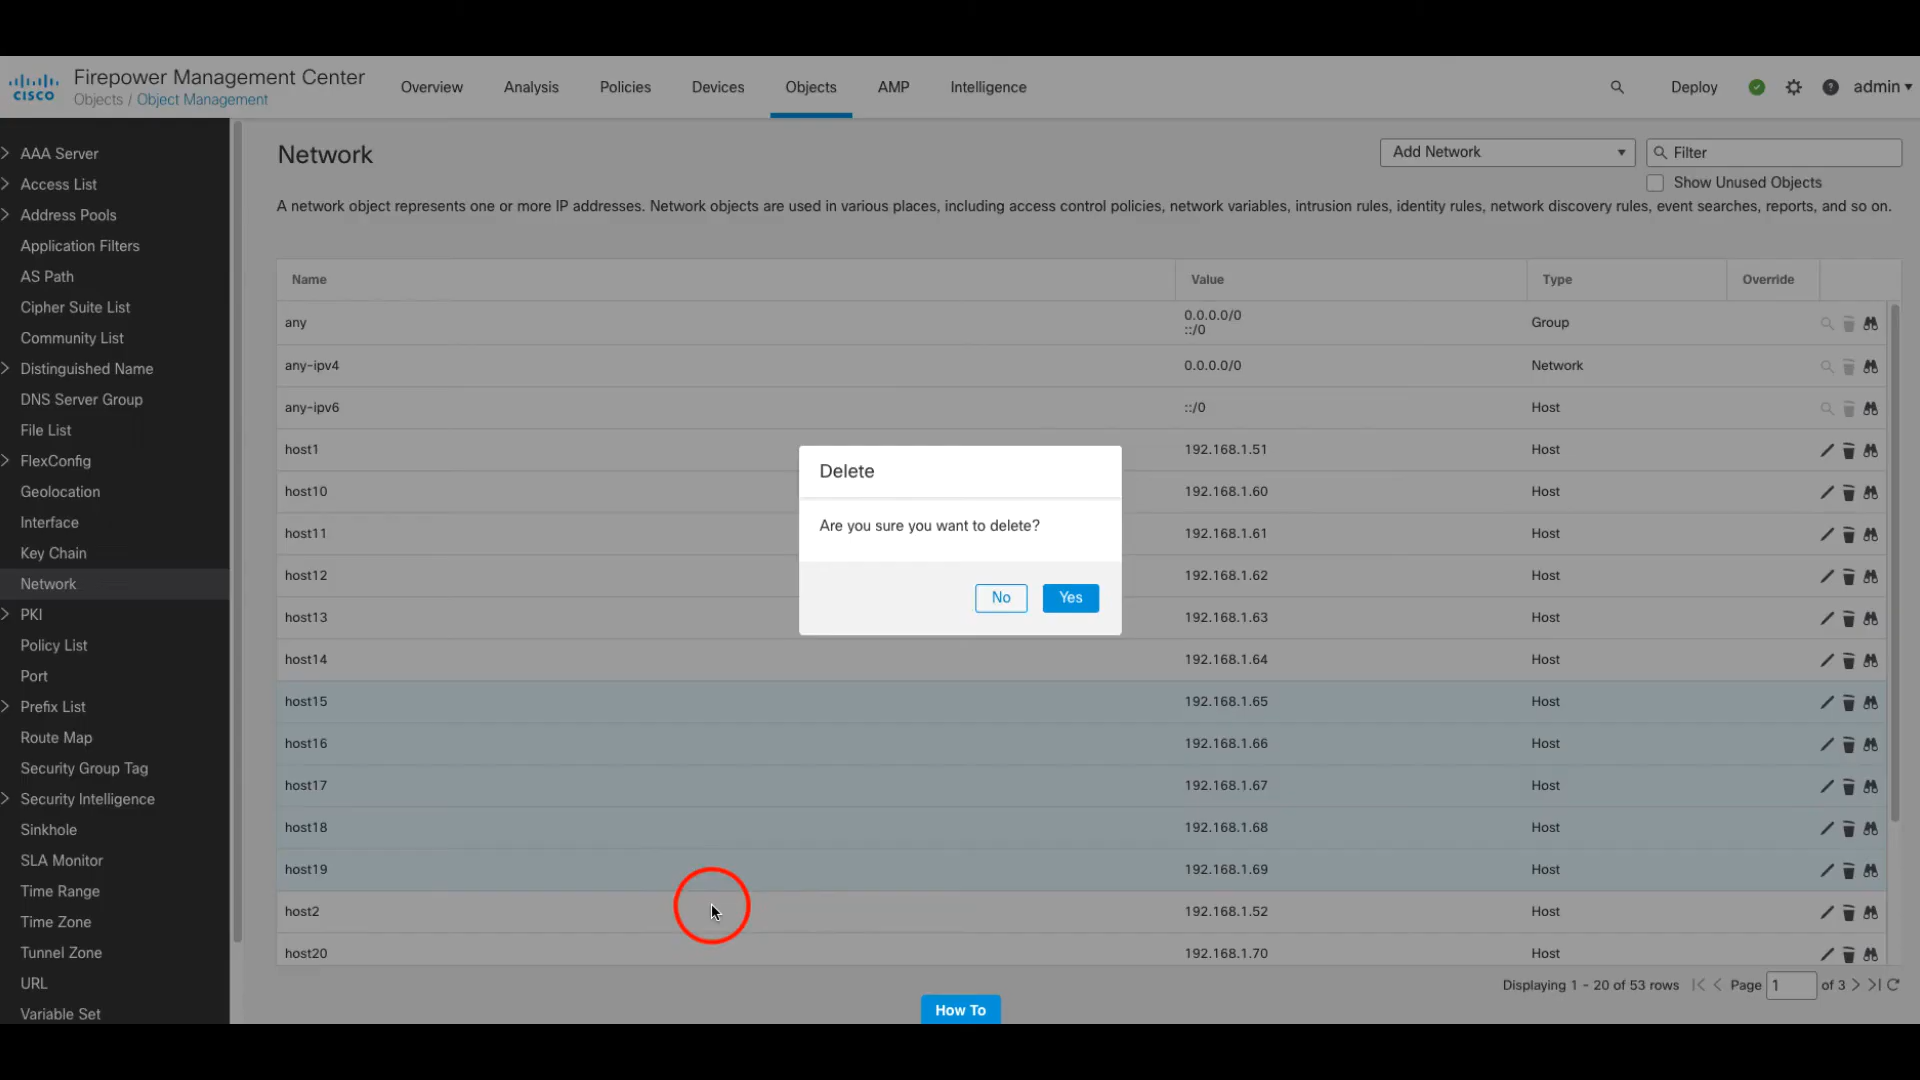 CISCO
Firepower Management Center
Objects / Object Management
Overview
Analysis
Policies
Devices
Objects
AMP
Intelligence
Deploy
admin
AAA Server
Access List
Address Pools
Application Filters
AS Path
Cipher Suite List
Community List
Distinguished Name
DNS Server Group
File List
FlexConfig
Geolocation
Interface
Key Chain
Network
PKI
Policy List
Port
Prefix List
Route Map
Security Group Tag
Security Intelligence
Sinkhole
SLA Monitor
Time Range
Time Zone
Tunnel Zone
URL
Variable Set
Network
Add Network
Filter
Show Unused Objects
A network object represents one or more IP addresses. Network objects are used in various places, including access control policies, network variables, intrusion rules, identity rules, network discovery rules, event searches, reports, and so on.
Name Value Type Override
any 0.0.0.0/0 Group
::/0
any-ipv4 0.0.0.0/0 Network
any-ipv6 ::/0 Host
host1 192.168.1.51 Host
host10 192.168.1.60 Host
host11 192.168.1.61 Host
host12 192.168.1.62 Host
host13 192.168.1.63 Host
host14 192.168.1.64 Host
host15 192.168.1.65 Host
host16 192.168.1.66 Host
host17 192.168.1.67 Host
host18 192.168.1.68 Host
host19 192.168.1.69 Host
host2 192.168.1.52 Host
host20 192.168.1.70 Host
Delete
Are you sure you want to delete?
No
Yes
Displaying 1 - 20 of 53 rows Page 1 of 3
How To